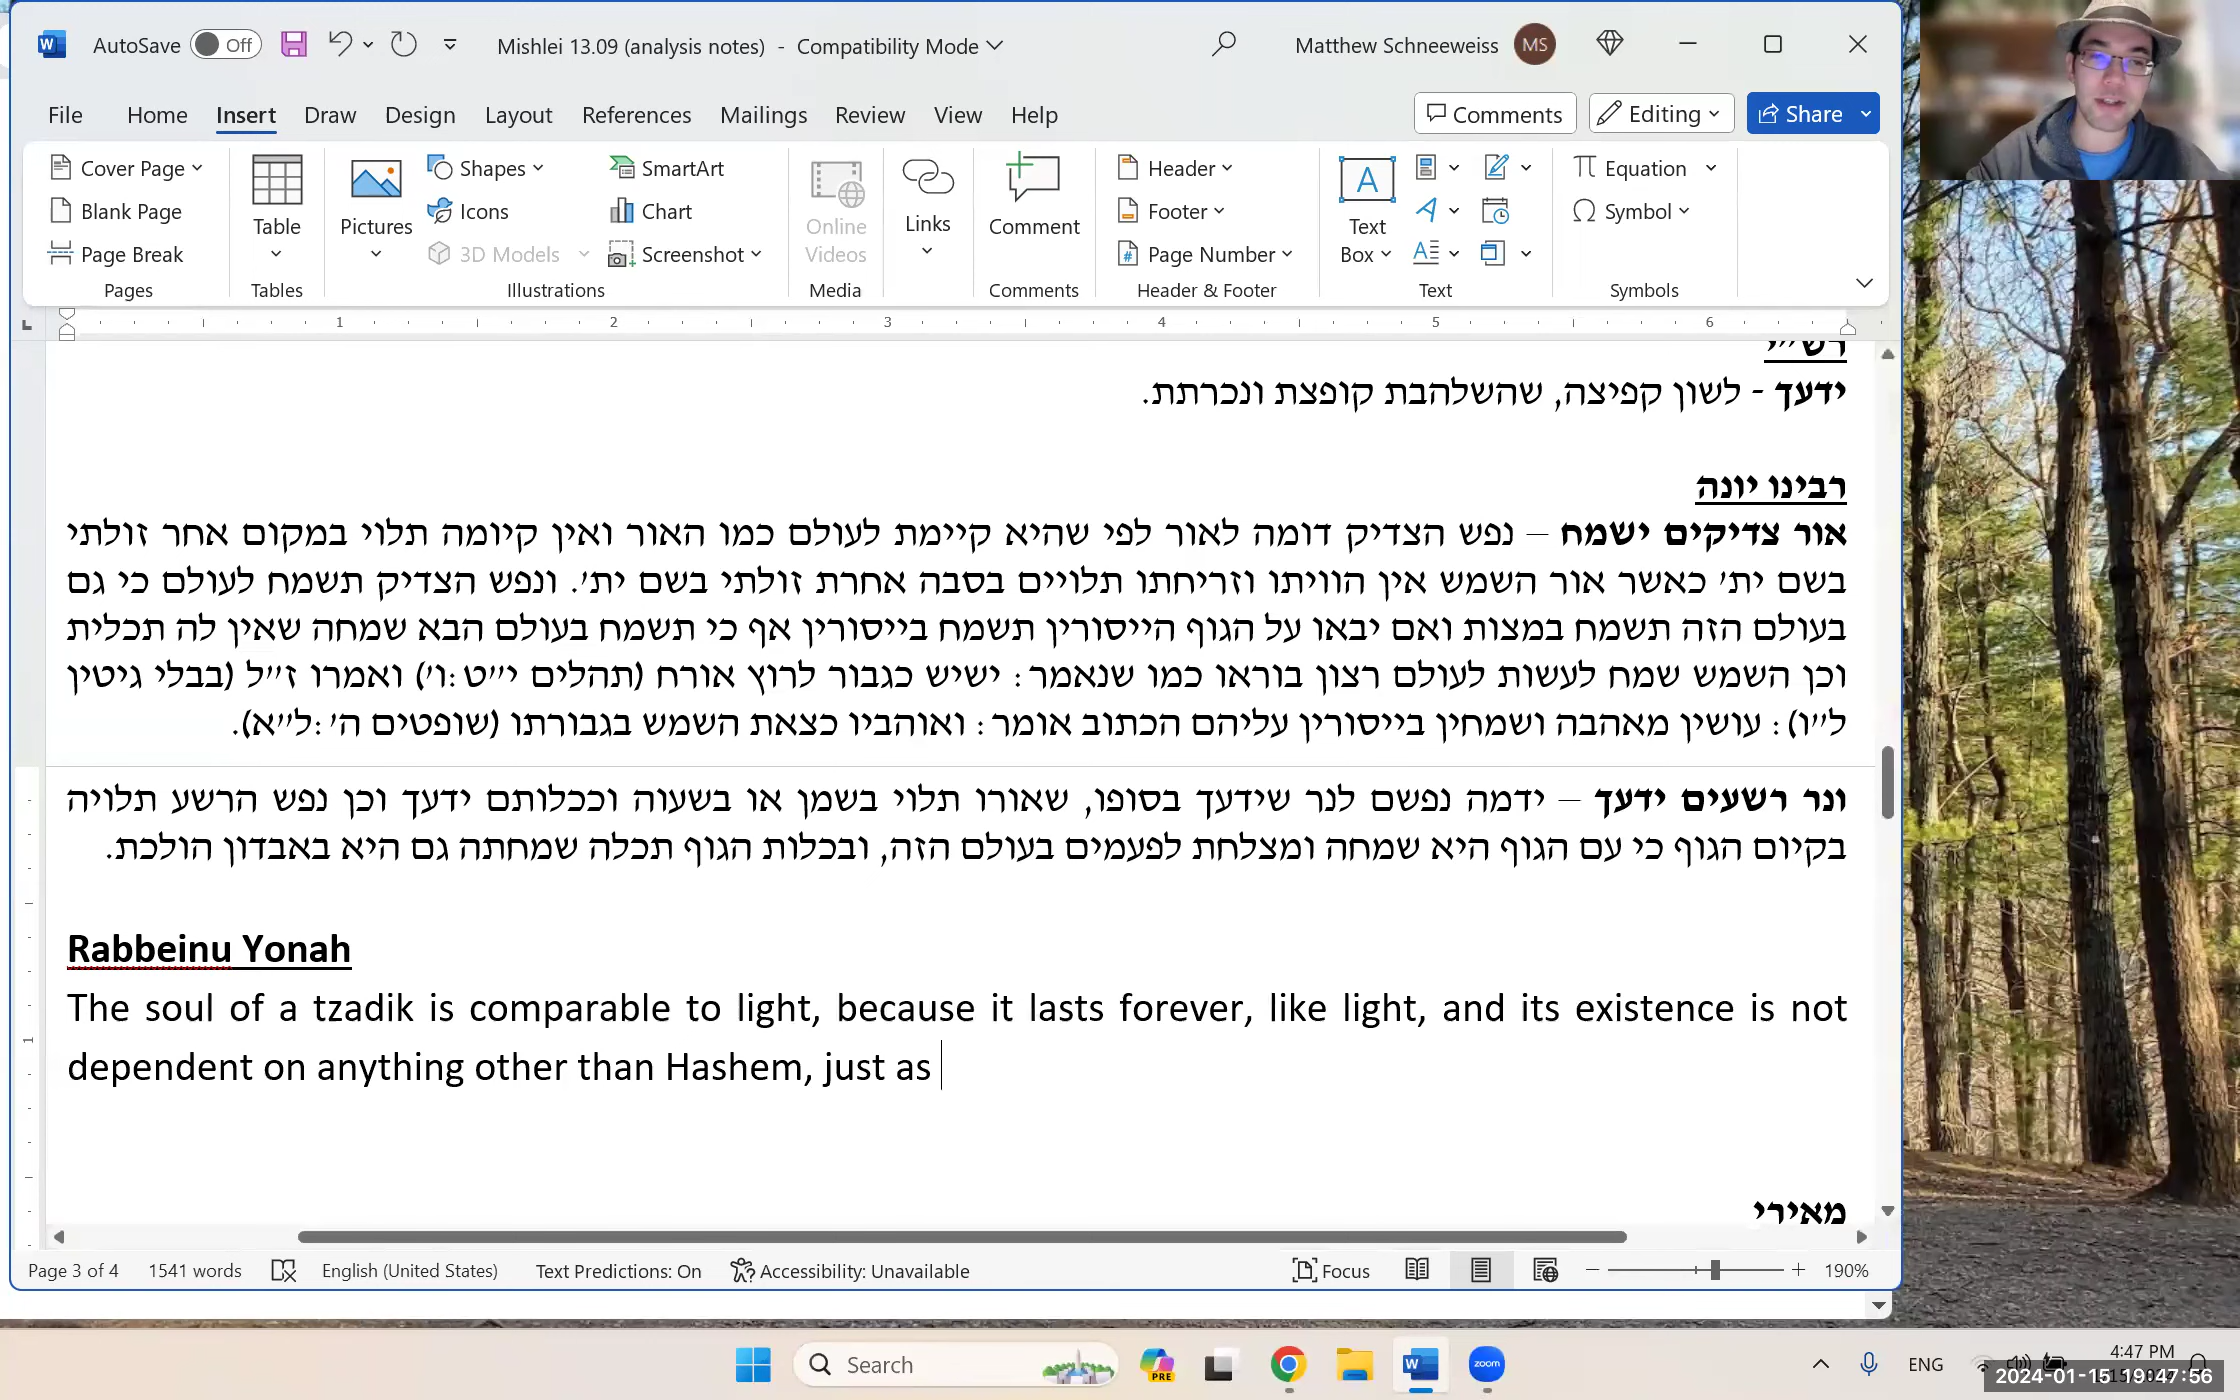 AutoSave Off Mishlei 13.09 (analysis notes) - Compatibility Mode Matthew Schneeweiss MS
File Home Insert Draw Design Layout References Mailings Review View Help Comments Editing Share
Cover Page
Blank Page
Page Break
Pages
Table
Tables
Pictures
Shapes
Icons
3D Models
SmartArt
Chart
Screenshot
Illustrations
Online
Videos
Media
Links
Comment
Comments
Header
Footer
Page Number
Header & Footer
Text
Box
Text
Equation
Symbol
Symbols
1 2 3 4 5 6
רש״י
ידעך - לשון קפיצה, שהשלהבת קופצת ונכרתת.
רבינו יונה
אור צדיקים ישמח – נפש הצדיק דומה לאור לפי שהיא קיימת לעולם כמו האור ואין קיומה תלוי במקום אחר זולתי
בשם ית׳ כאשר אור השמש אין הוויתו וזריחתו תלויים בסבה אחרת זולתי בשם ית׳. ונפש הצדיק תשמח לעולם כי גם
בעולם הזה תשמח במצות ואם יבאו על הגוף הייסורין תשמח בייסורין אף כי תשמח בעולם הבא שמחה שאין לה תכלית
וכן השמש שמח לעשות לעולם רצון בוראו כמו שנאמר: ישיש כגבור לרוץ אורח (תהלים י״ט:ו׳) ואמרו ז״ל (בבלי גיטין
ל״ו): עושין מאהבה ושמחין בייסורין עליהם הכתוב אומר: ואוהביו כצאת השמש בגבורתו (שופטים ה׳:ל״א).
ונר רשעים ידעך – ידמה נפשם לנר שידעך בסופו, שאורו תלוי בשמן או בשעוה וככלותם ידעך וכן נפש הרשע תלויה
בקיום הגוף כי עם הגוף היא שמחה ומצלחת לפעמים בעולם הזה, ובכלות הגוף תכלה שמחתה גם היא באבדון הולכת.
Rabbeinu Yonah
The soul of a tzadik is comparable to light, because it lasts forever, like light, and its existence is not
dependent on anything other than Hashem, just as
1
מאירי
Page 3 of 4 1541 words English (United States) Text Predictions: On Accessibility: Unavailable Focus 190%
Search PRE zoom ENG 4:47 PM
2024-01-15 19:47:56